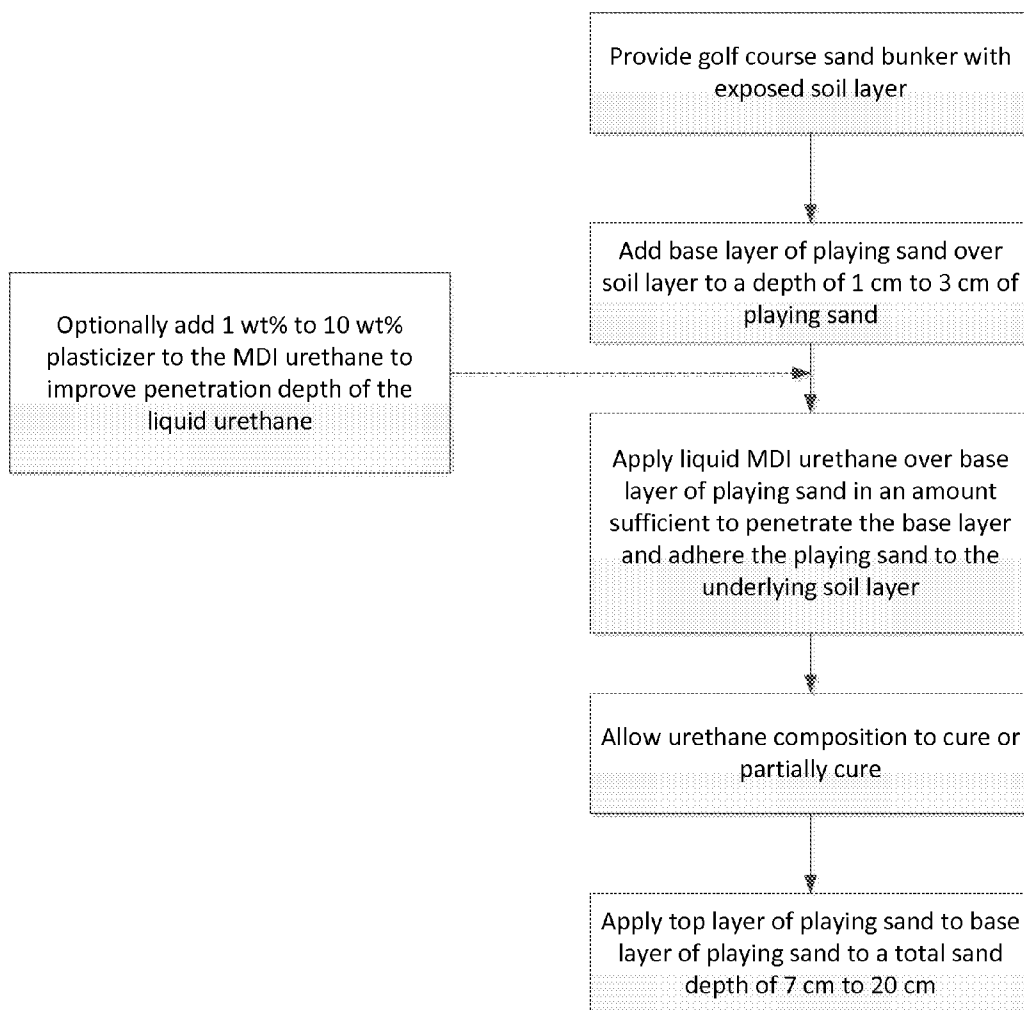 Provide golf course sand bunker with
exposed soil layer
Add base layer of playing sand over
soil layer to a depth of 1 cm to 3 cm of
playing sand
Optionally add 1 wt% to 10 wt%
plasticizer to the MDI urethane to
improve penetration depth of the
liquid urethane
Apply liquid MDI urethane over base
layer of playing sand in an amount
sufficient to penetrate the base layer
and adhere the playing sand to the
underlying soil layer
Allow urethane composition to cure or
partially cure
Apply top layer of playing sand to base
layer of playing sand to a total sand
depth of 7 cm to 20 cm